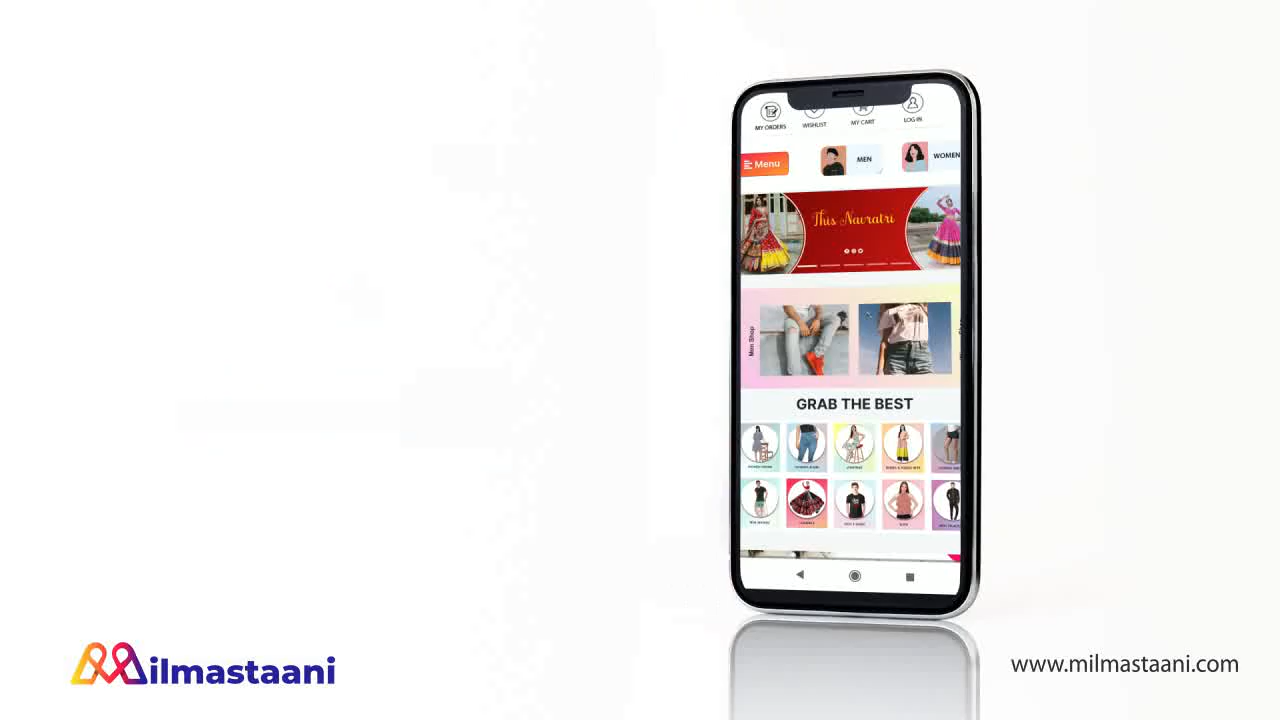 MY ORDERS
WISHLIST
MY CART
LOG IN
Menu
MEN
WOMEN
This Navratri
Men Shop
GRAB THE BEST
Milmastaani
www.milmastaani.com